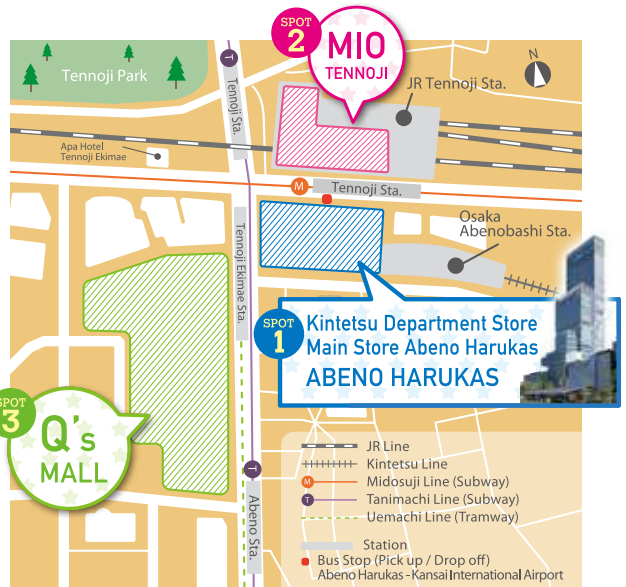 SPOT
2
MIO
TENNOJI
N
T
Tennoji Park
Tennoji Sta.
JR Tennoji Sta.
Apa Hotel
Tennoji Ekimae
M
Tennoji Sta.
Tennoji Ekimae Sta.
Osaka
Abenobashi Sta.
SPOT
1
Kintetsu Department Store
Main Store Abeno Harukas
ABENO HARUKAS
SPOT
3
Q's
MALL
T
Abeno Sta.
JR Line
Kintetsu Line
M Midosuji Line (Subway)
T Tanimachi Line (Subway)
Uemachi Line (Tramway)
Station
Bus Stop (Pick up / Drop off)
Abeno Harukas - Kansai International Airport